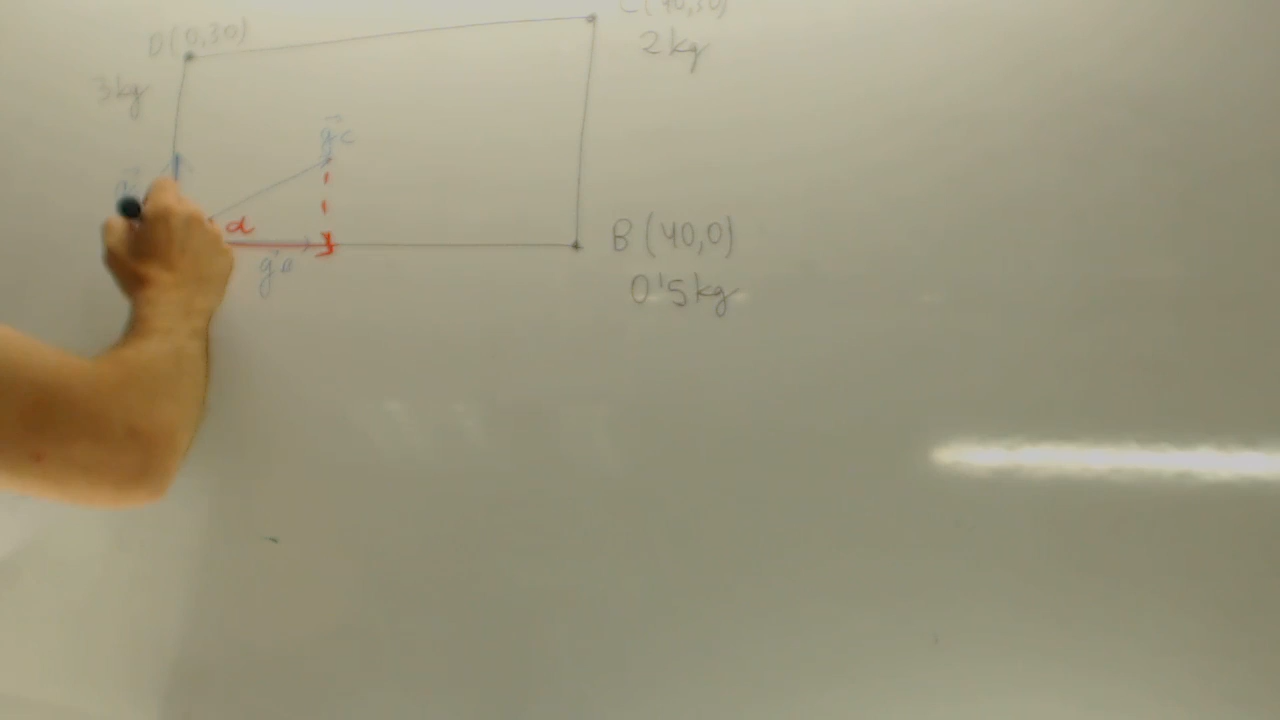 C(40,30)
D(0,30)
2kg
3kg
g⃗c
α
B(40,0)
g⃗B
0'5kg